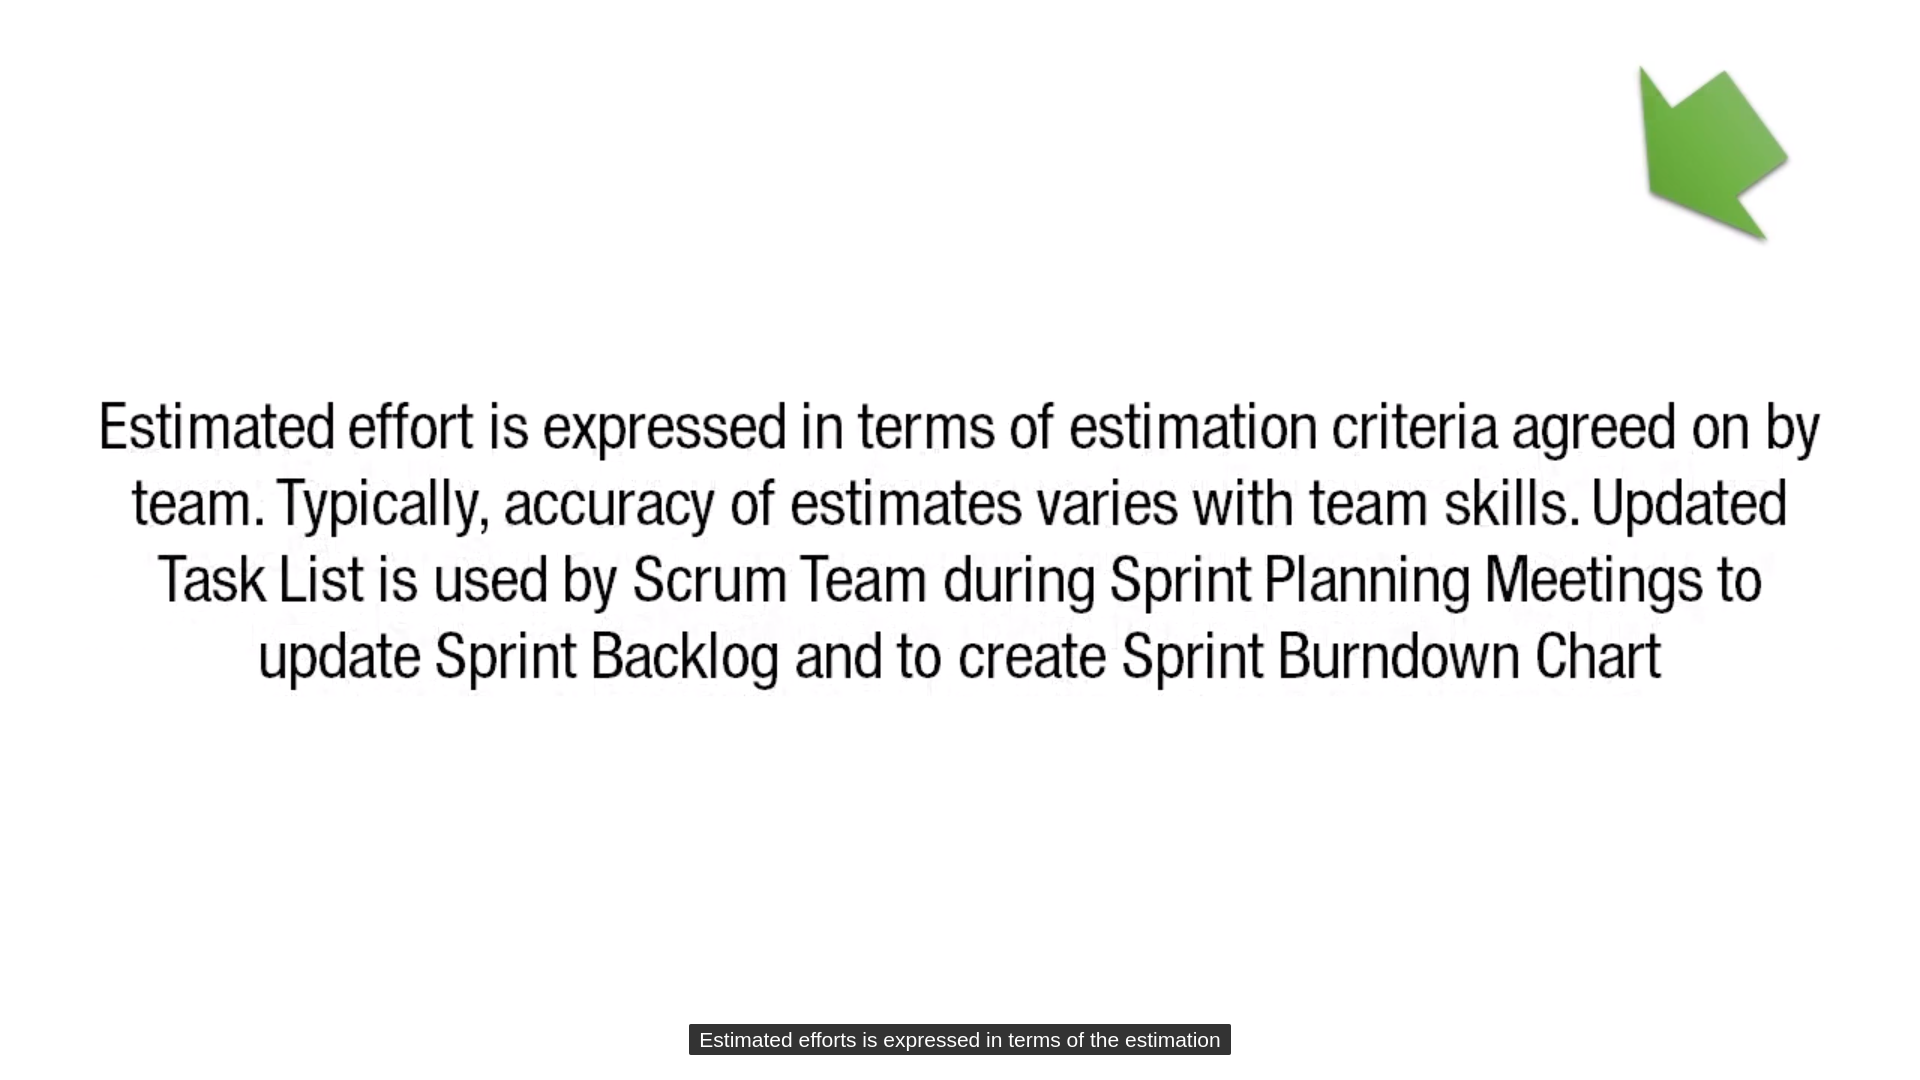 Estimated effort is expressed in terms of estimation criteria agreed on by
team. Typically, accuracy of estimates varies with team skills. Updated
Task List is used by Scrum Team during Sprint Planning Meetings to
update Sprint Backlog and to create Sprint Burndown Chart
Estimated efforts is expressed in terms of the estimation